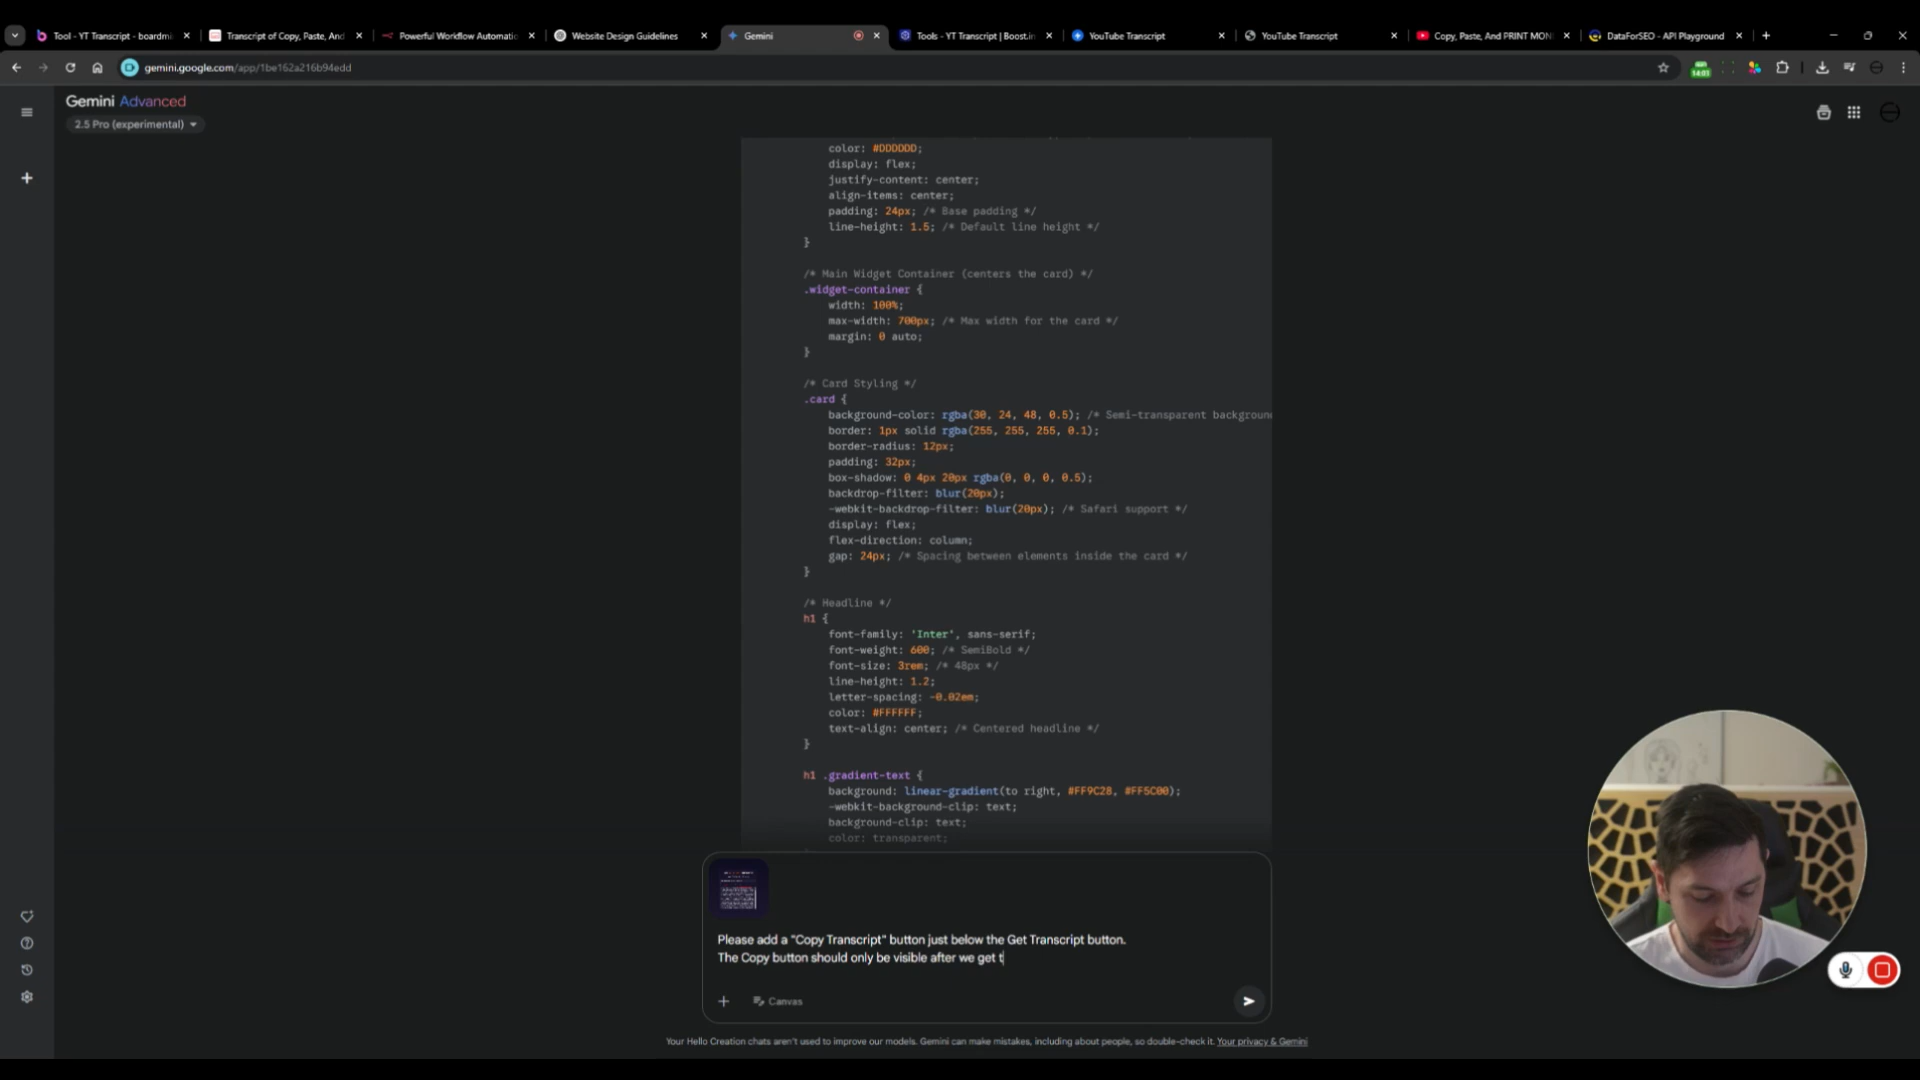 Tool - YT Transcript - boardmi
Transcript of Copy, Paste, And
Powerful Workflow Automatio
Website Design Guidelines
Gemini
Tools - YT Transcript | Boost.in
YouTube Transcript
YouTube Transcript
Copy, Paste, And PRINT MON
DataForSEO - API Playground
gemini.google.com/app/1be162a216b94edd
14:03
Gemini Advanced
2.5 Pro (experimental)
color: #DDDDDD;
display: flex;
justify-content: center;
align-items: center;
padding: 24px; /* Base padding */
line-height: 1.5; /* Default line height */
}
/* Main Widget Container (centers the card) */
.widget-container {
width: 100%;
max-width: 700px; /* Max width for the card */
margin: 0 auto;
}
/* Card Styling */
.card {
background-color: rgba(30, 24, 48, 0.5); /* Semi-transparent background
border: 1px solid rgba(255, 255, 255, 0.1);
border-radius: 12px;
padding: 32px;
box-shadow: 0 4px 20px rgba(0, 0, 0, 0.5);
backdrop-filter: blur(20px);
-webkit-backdrop-filter: blur(20px); /* Safari support */
display: flex;
flex-direction: column;
gap: 24px; /* Spacing between elements inside the card */
}
/* Headline */
h1 {
font-family: 'Inter', sans-serif;
font-weight: 600; /* SemiBold */
font-size: 3rem; /* 48px */
line-height: 1.2;
letter-spacing: -0.02em;
color: #FFFFFF;
text-align: center; /* Centered headline */
}
h1 .gradient-text {
background: linear-gradient(to right, #FF9C28, #FF5C00);
-webkit-background-clip: text;
background-clip: text;
color: transparent;
Please add a "Copy Transcript" button just below the Get Transcript button.
The Copy button should only be visible after we get t
Canvas
Your Hello Creation chats aren't used to improve our models. Gemini can make mistakes, including about people, so double-check it. Your privacy & Gemini